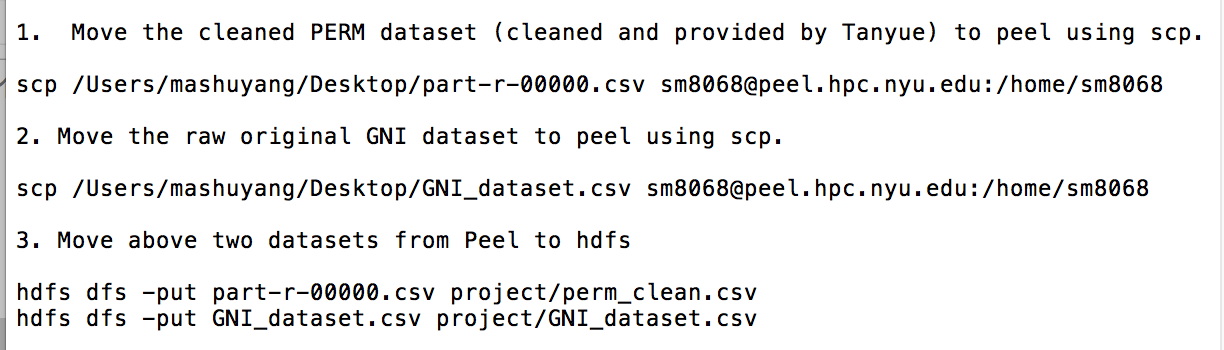 1.  Move the cleaned PERM dataset (cleaned and provided by Tanyue) to peel using scp.
scp /Users/mashuyang/Desktop/part-r-00000.csv sm8068@peel.hpc.nyu.edu:/home/sm8068
2. Move the raw original GNI dataset to peel using scp.
scp /Users/mashuyang/Desktop/GNI_dataset.csv sm8068@peel.hpc.nyu.edu:/home/sm8068
3. Move above two datasets from Peel to hdfs
hdfs dfs -put part-r-00000.csv project/perm_clean.csv
hdfs dfs -put GNI_dataset.csv project/GNI_dataset.csv